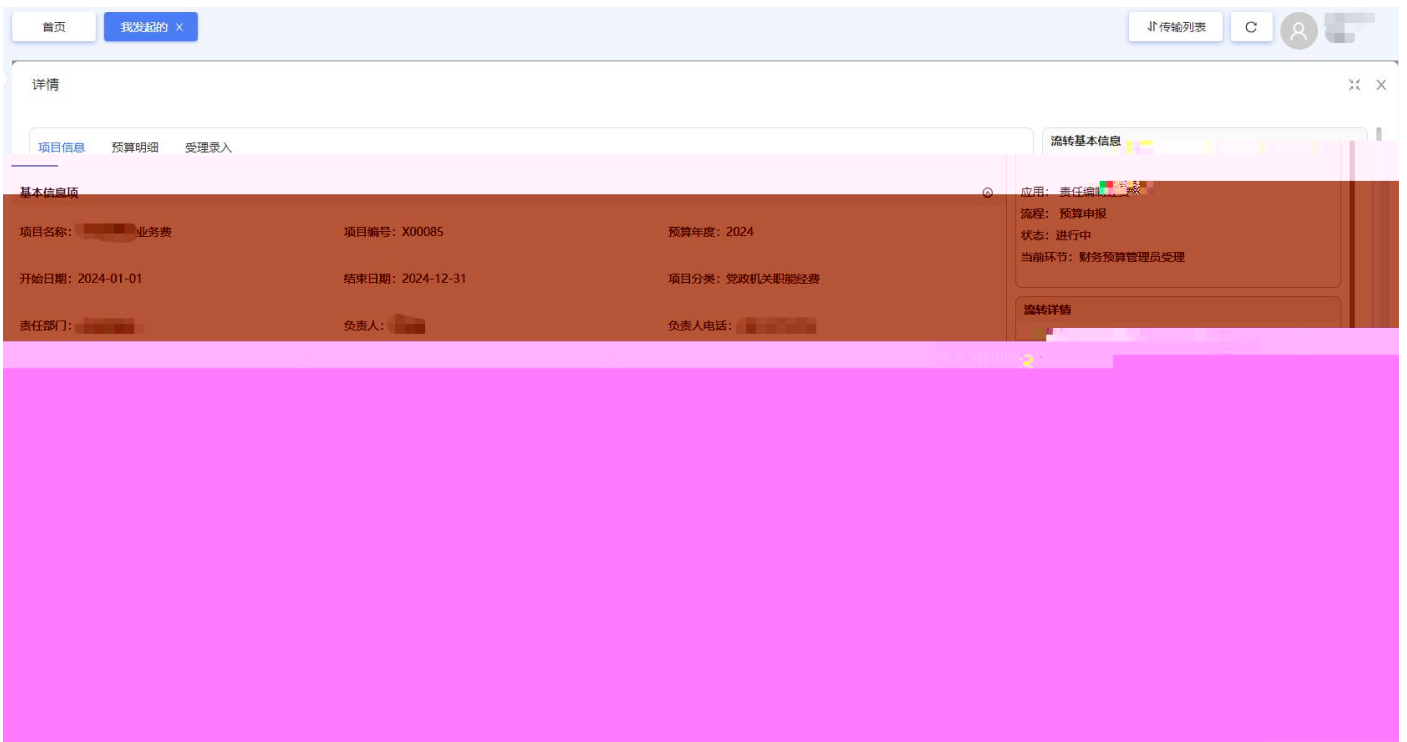 首页 我发起的 × 传输列表
详情
项目信息 预算明细 受理录入
基本信息项
项目名称: 业务费 项目编号: X00085 预算年度: 2024
开始日期: 2024-01-01 结束日期: 2024-12-31 项目分类: 党政机关职能经费
责任部门: 负责人: 负责人电话:
流转基本信息
应用: 责任编制
流程: 预算申报
状态: 进行中
当前环节: 财务预算管理员受理
流转详情